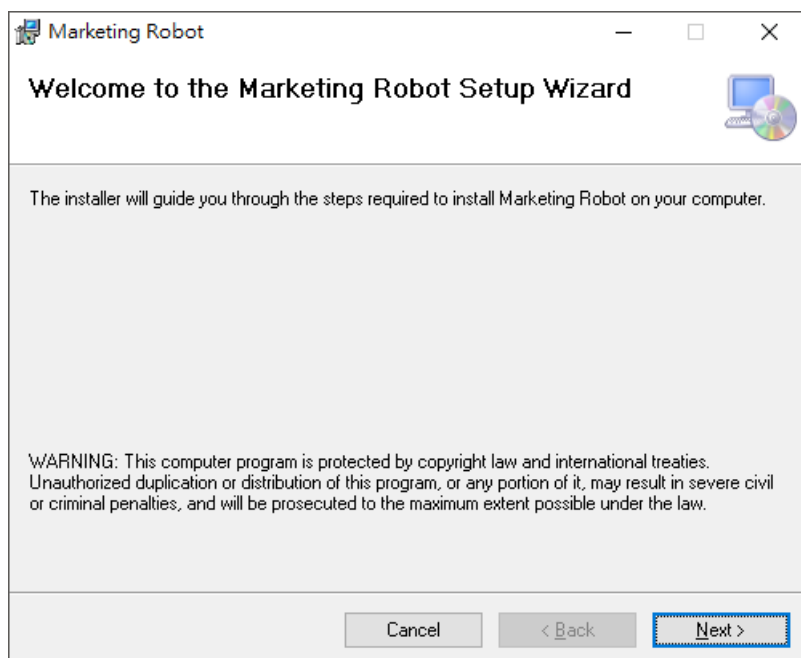 Marketing Robot
Welcome to the Marketing Robot Setup Wizard
The installer will guide you through the steps required to install Marketing Robot on your computer.
WARNING: This computer program is protected by copyright law and international treaties.
Unauthorized duplication or distribution of this program, or any portion of it, may result in severe civil
or criminal penalties, and will be prosecuted to the maximum extent possible under the law.
Cancel
< Back
Next >